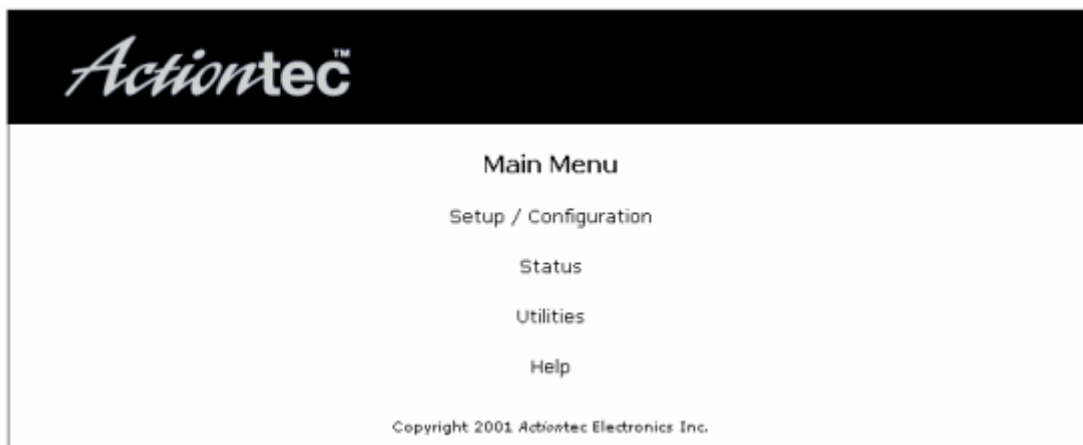 Actiontec™
Main Menu
Setup / Configuration
Status
Utilities
Help
Copyright 2001 Actiontec Electronics Inc.